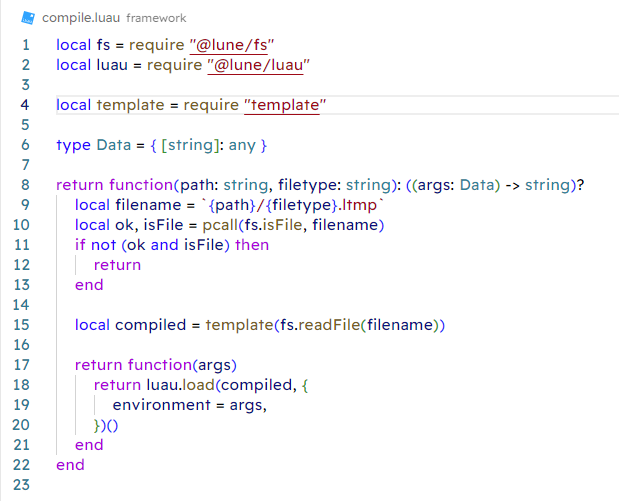 compile.luau framework
1 local fs = require "@lune/fs"
2 local luau = require "@lune/luau"
3
4 local template = require "template"
5
6 type Data = { [string]: any }
7
8 return function(path: string, filetype: string): ((args: Data) -> string)?
9     local filename = `{path}/{filetype}.ltmp`
10     local ok, isFile = pcall(fs.isFile, filename)
11     if not (ok and isFile) then
12         return
13     end
14
15     local compiled = template(fs.readFile(filename))
16
17     return function(args)
18         return luau.load(compiled, {
19             environment = args,
20         })()
21     end
22 end
23